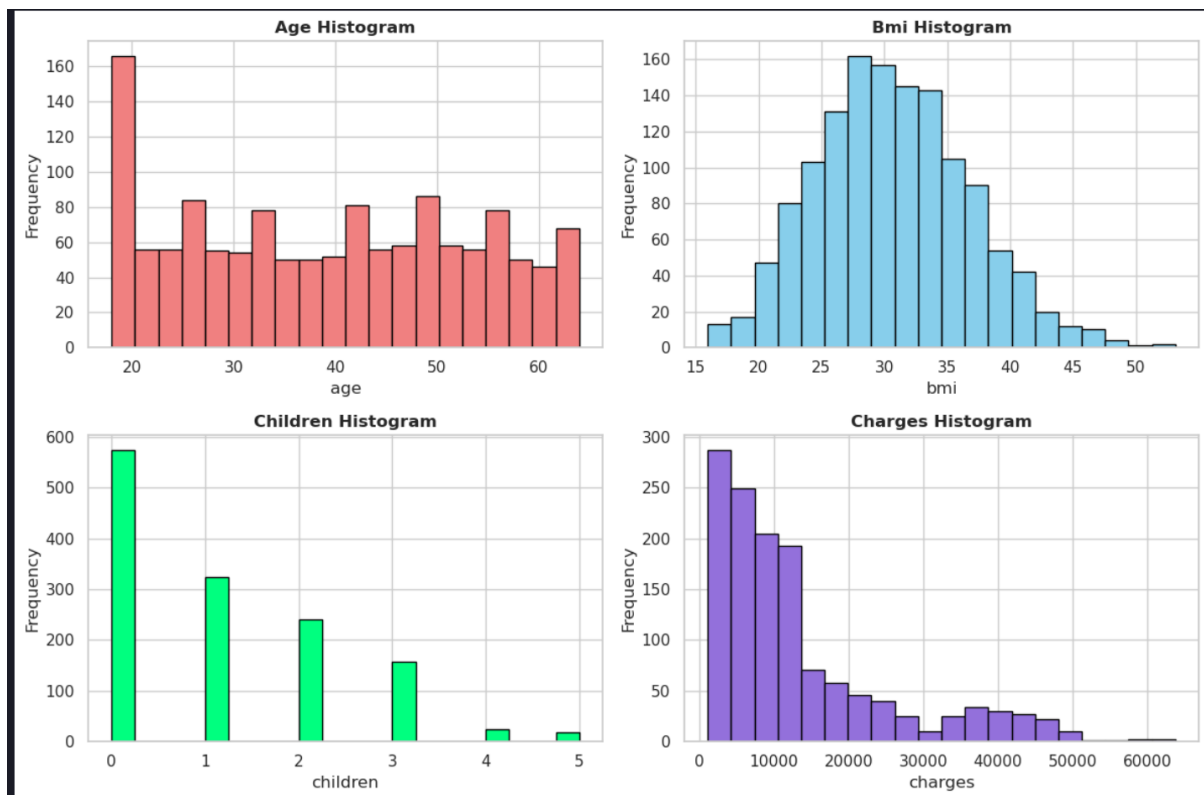 Age Histogram
160
140
120
100
80
60
40
20
0
Frequency
20 30 40 50 60
age
Bmi Histogram
160
140
120
100
80
60
40
20
0
Frequency
15 20 25 30 35 40 45 50
bmi
Children Histogram
600
500
400
300
200
100
0
Frequency
0 1 2 3 4 5
children
Charges Histogram
300
250
200
150
100
50
0
Frequency
0 10000 20000 30000 40000 50000 60000
charges